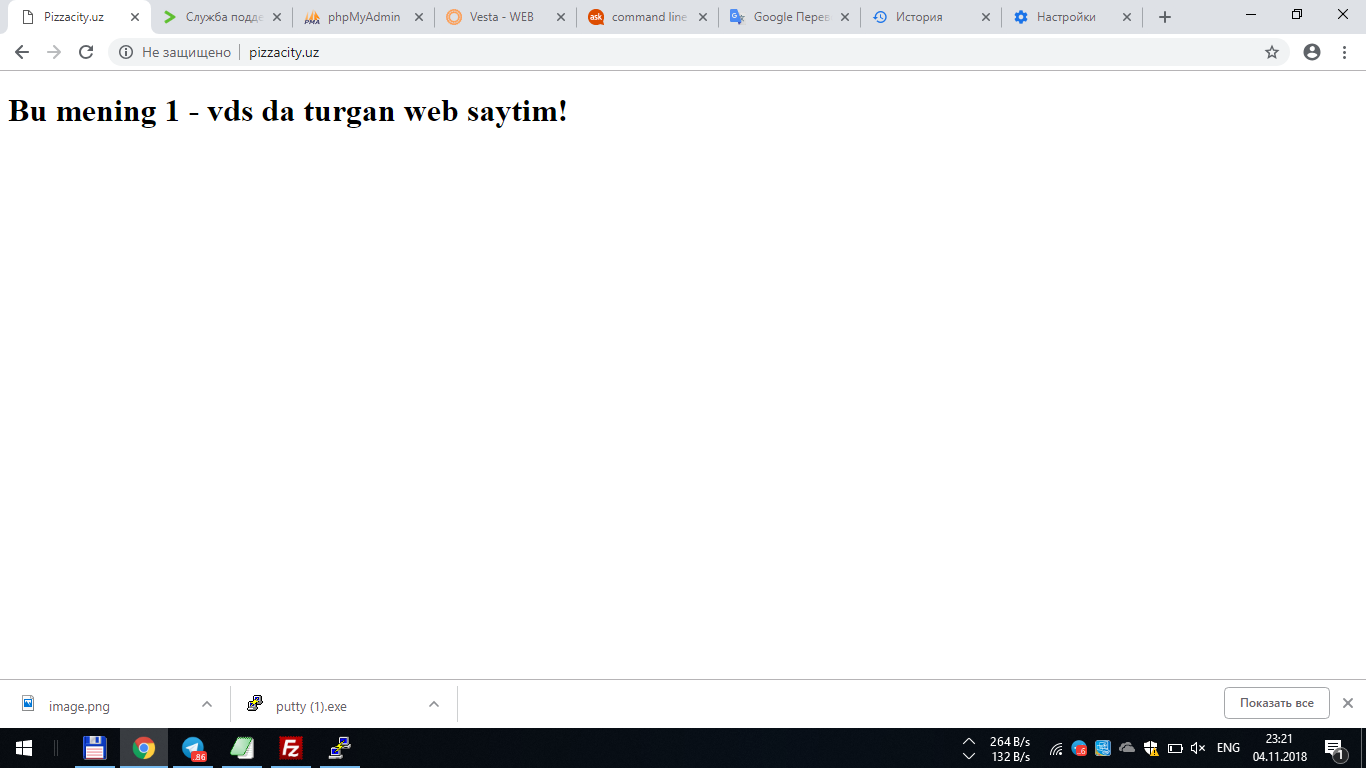 Pizzacity.uz
Служба подде
phpMyAdmin
Vesta - WEB
command line
Google Перев
История
Настройки
Не защищено
pizzacity.uz
Bu mening 1 - vds da turgan web saytim!
image.png
putty (1).exe
Показать все
264 B/s
132 B/s
ENG
23:21
04.11.2018